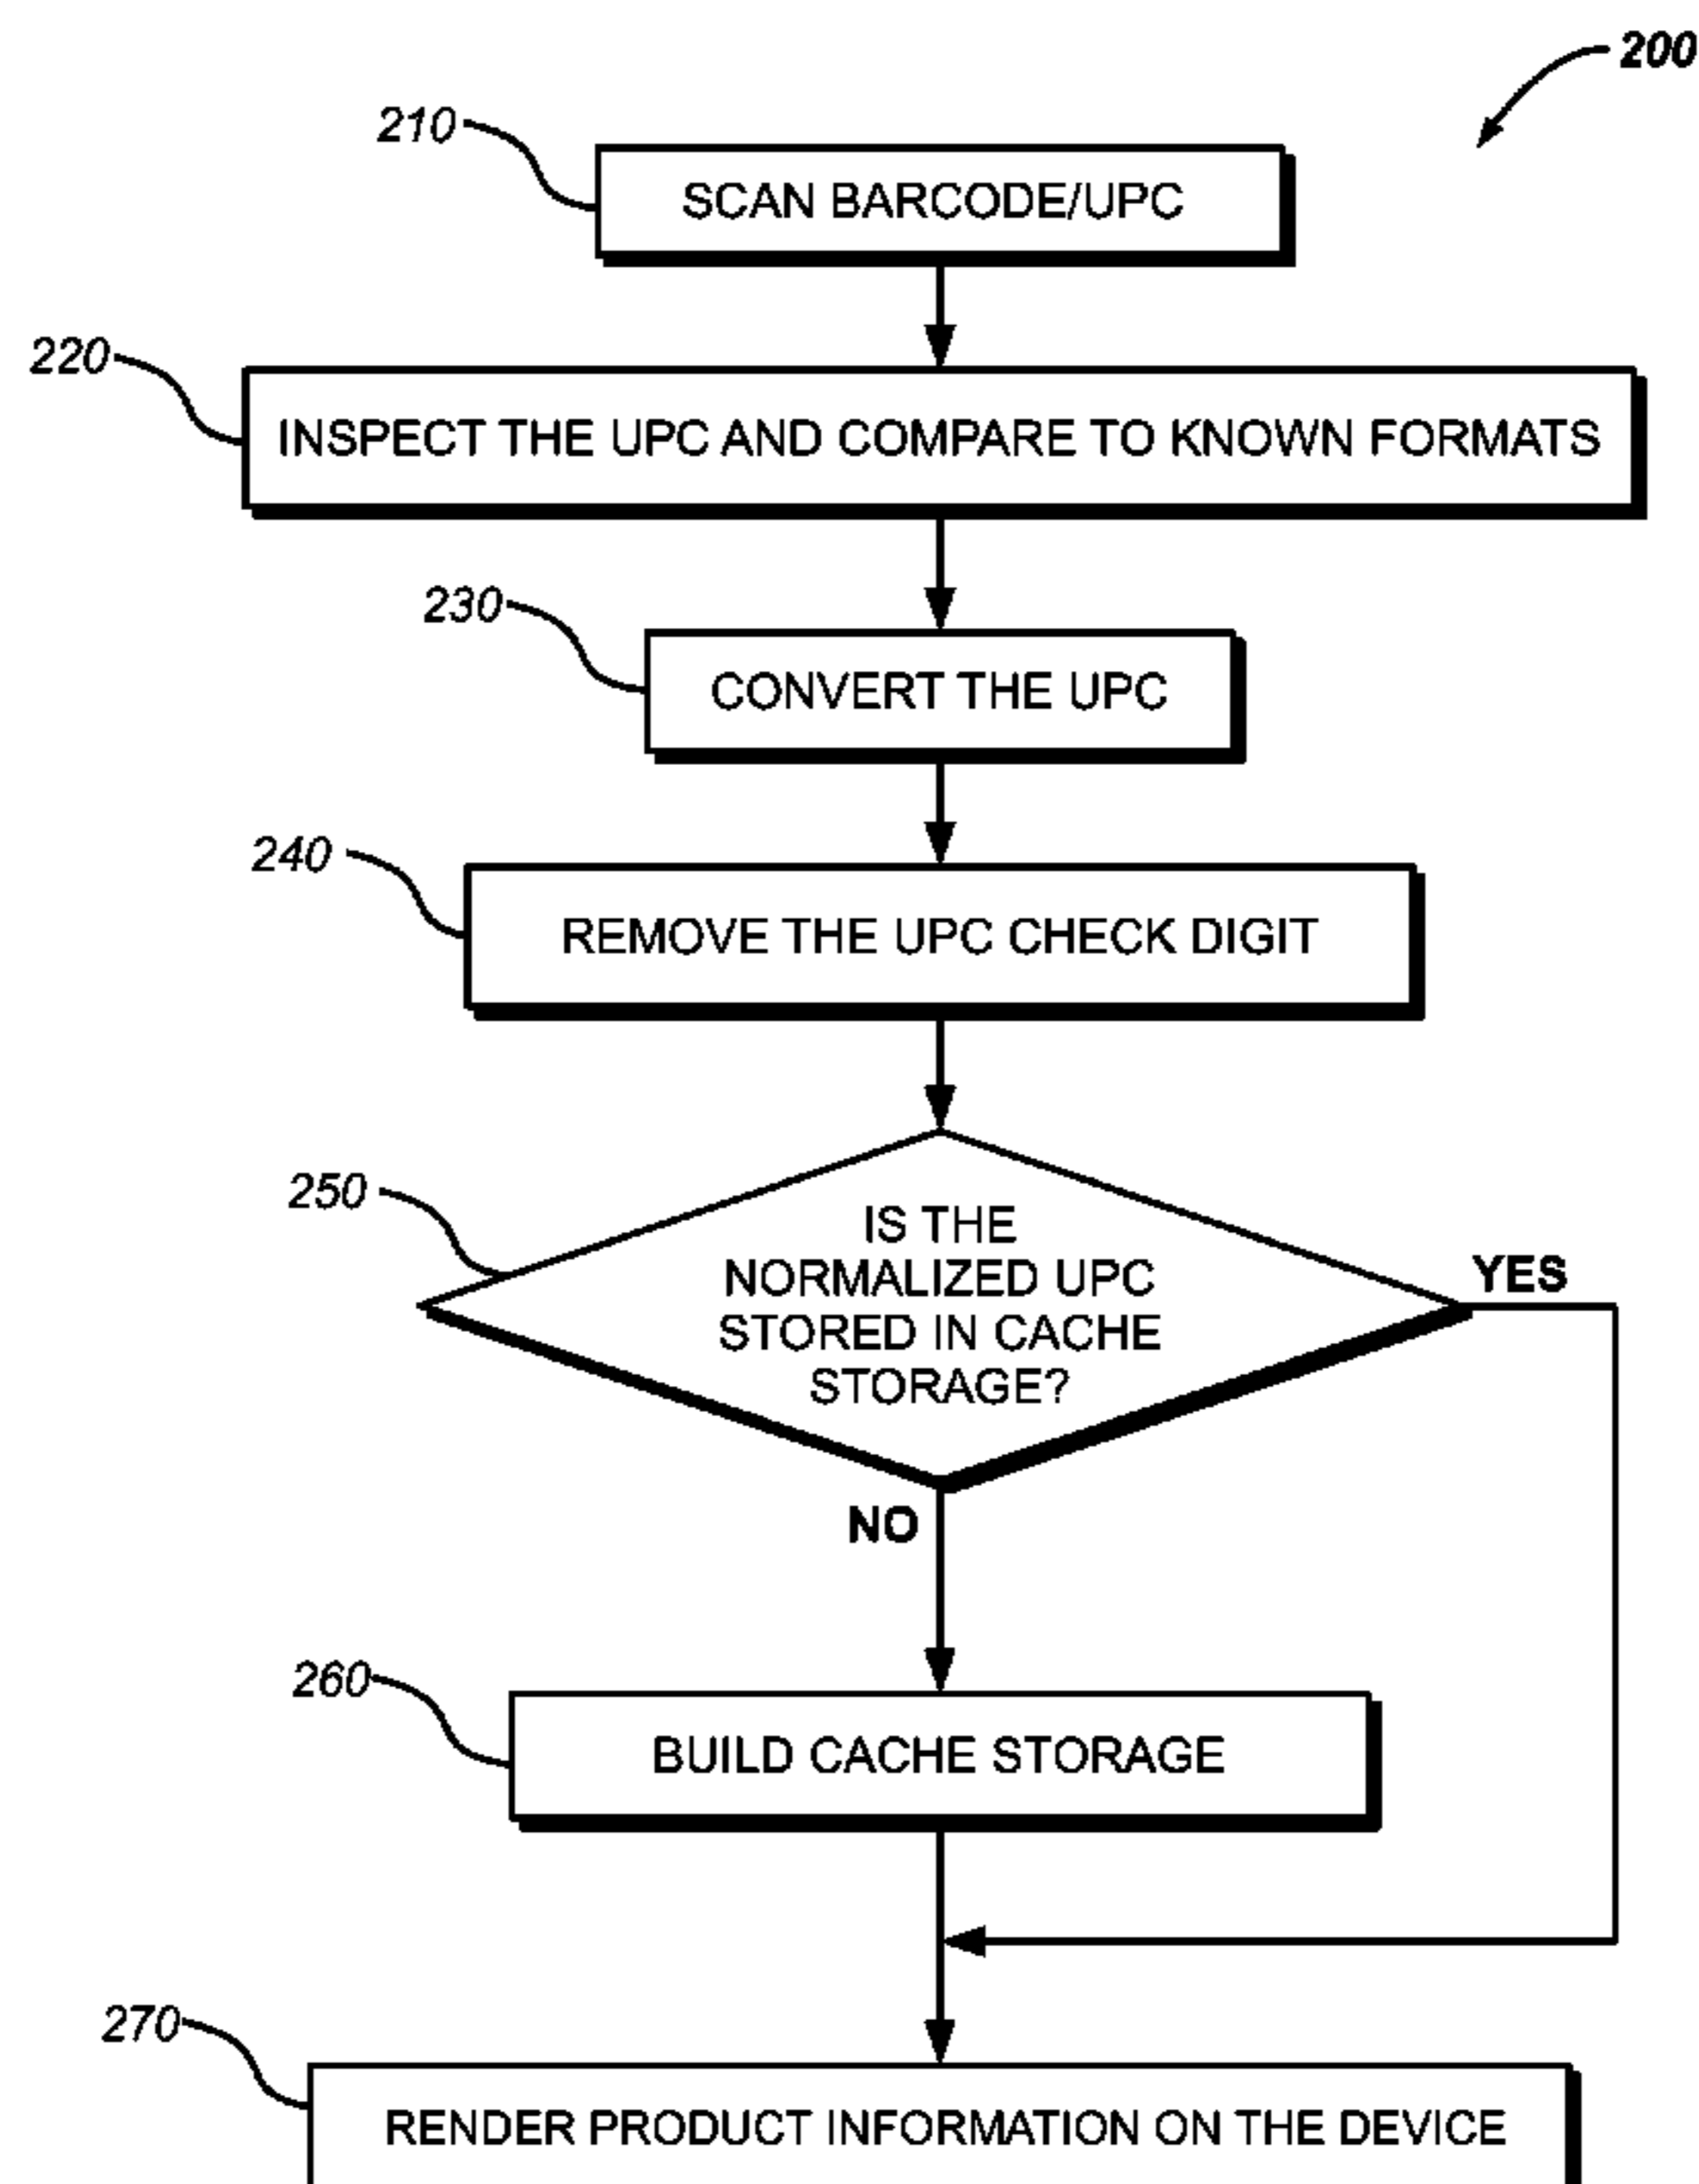 200
210
SCAN BARCODE/UPC
220
INSPECT THE UPC AND COMPARE TO KNOWN FORMATS
230
CONVERT THE UPC
240
REMOVE THE UPC CHECK DIGIT
250
IS THE
NORMALIZED UPC
STORED IN CACHE
STORAGE?
YES
NO
260
BUILD CACHE STORAGE
270
RENDER PRODUCT INFORMATION ON THE DEVICE